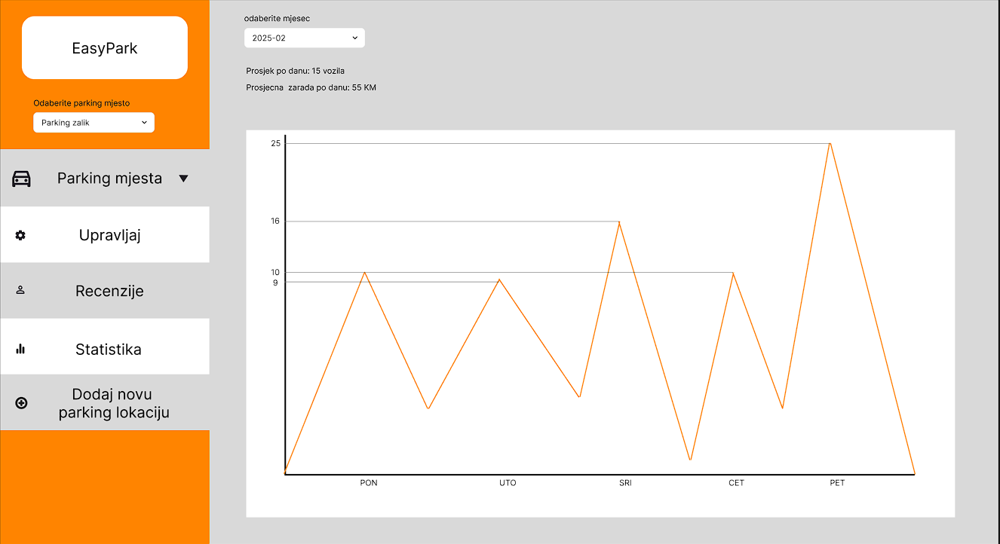 EasyPark
Odaberite parking mjesto
Parking zalik
Parking mjesta
Upravljaj
Recenzije
Statistika
Dodaj novu
parking lokaciju
odaberite mjesec
2025-02
Prosjek po danu: 15 vozila
Prosjecna zarada po danu: 55 KM
25
16
10
9
PON UTO SRI CET PET